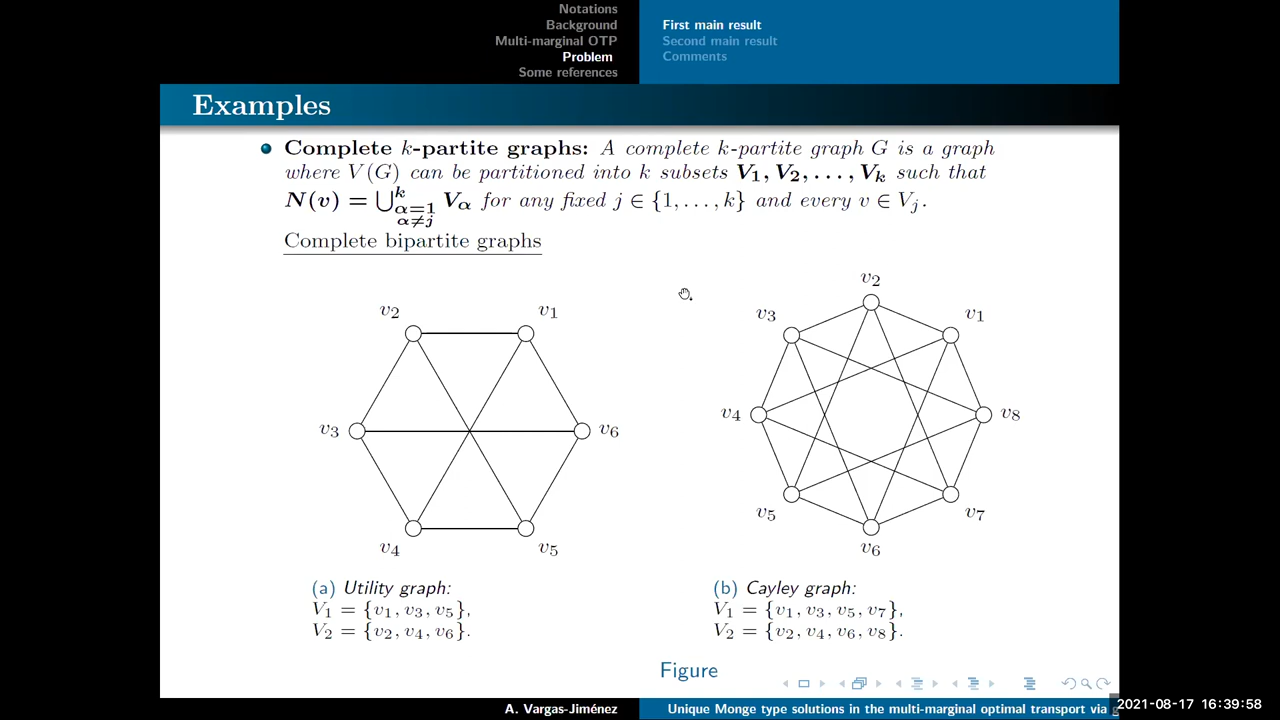 Notations
Background
Multi-marginal OTP
Problem
Some references
First main result
Second main result
Comments
Examples
Complete k-partite graphs: A complete k-partite graph G is a graph
where V(G) can be partitioned into k subsets V₁, V₂, . . . , Vₖ such that
N(v) = ⋃ᵏ_{α=1, α≠j} V_α for any fixed j ∈ {1, . . . , k} and every v ∈ Vⱼ.
Complete bipartite graphs
v₂
v₁
v₃
v₆
v₄
v₅
v₂
v₃
v₁
v₄
v₈
v₅
v₇
v₆
(a) Utility graph:
V₁ = {v₁, v₃, v₅},
V₂ = {v₂, v₄, v₆}.
(b) Cayley graph:
V₁ = {v₁, v₃, v₅, v₇},
V₂ = {v₂, v₄, v₆, v₈}.
Figure
A. Vargas-Jiménez
Unique Monge type solutions in the multi-marginal optimal transport via g
2021-08-17 16:39:58